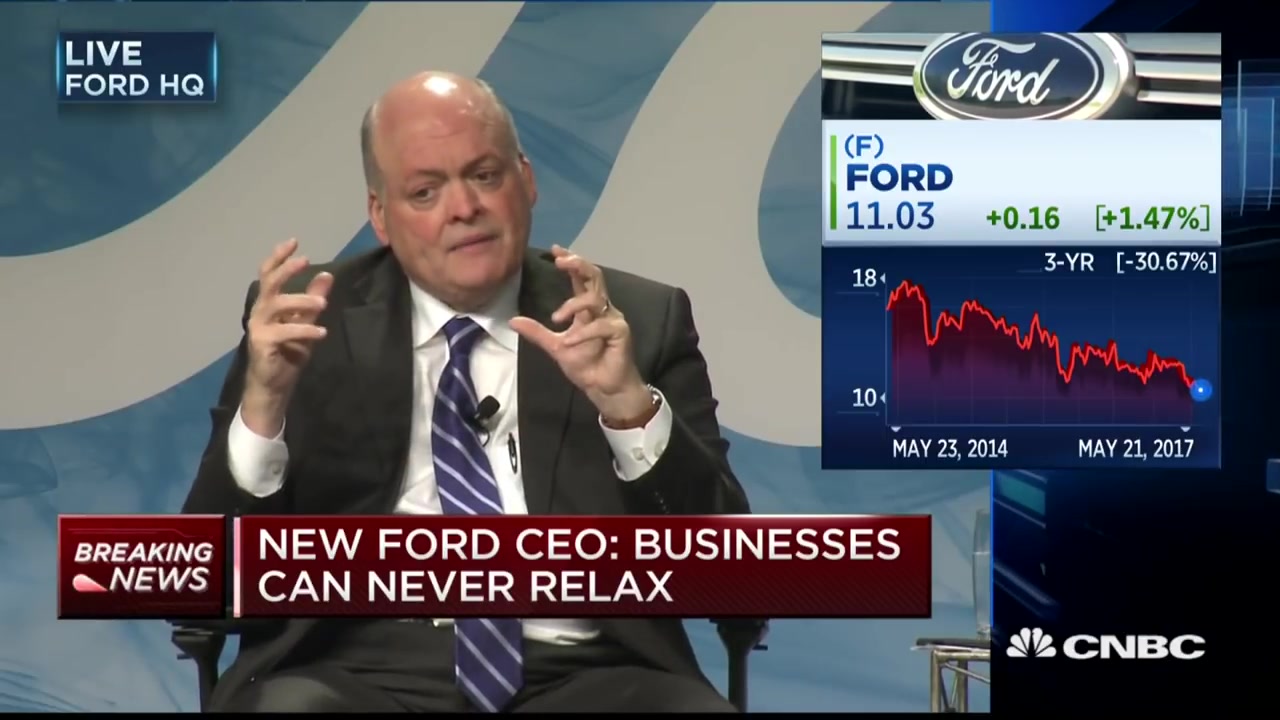 LIVE
FORD HQ
Ford
(F)
FORD
11.03 +0.16 [+1.47%]
3-YR [-30.67%]
18
10
MAY 23, 2014 MAY 21, 2017
BREAKING
NEWS
NEW FORD CEO: BUSINESSES
CAN NEVER RELAX
CNBC